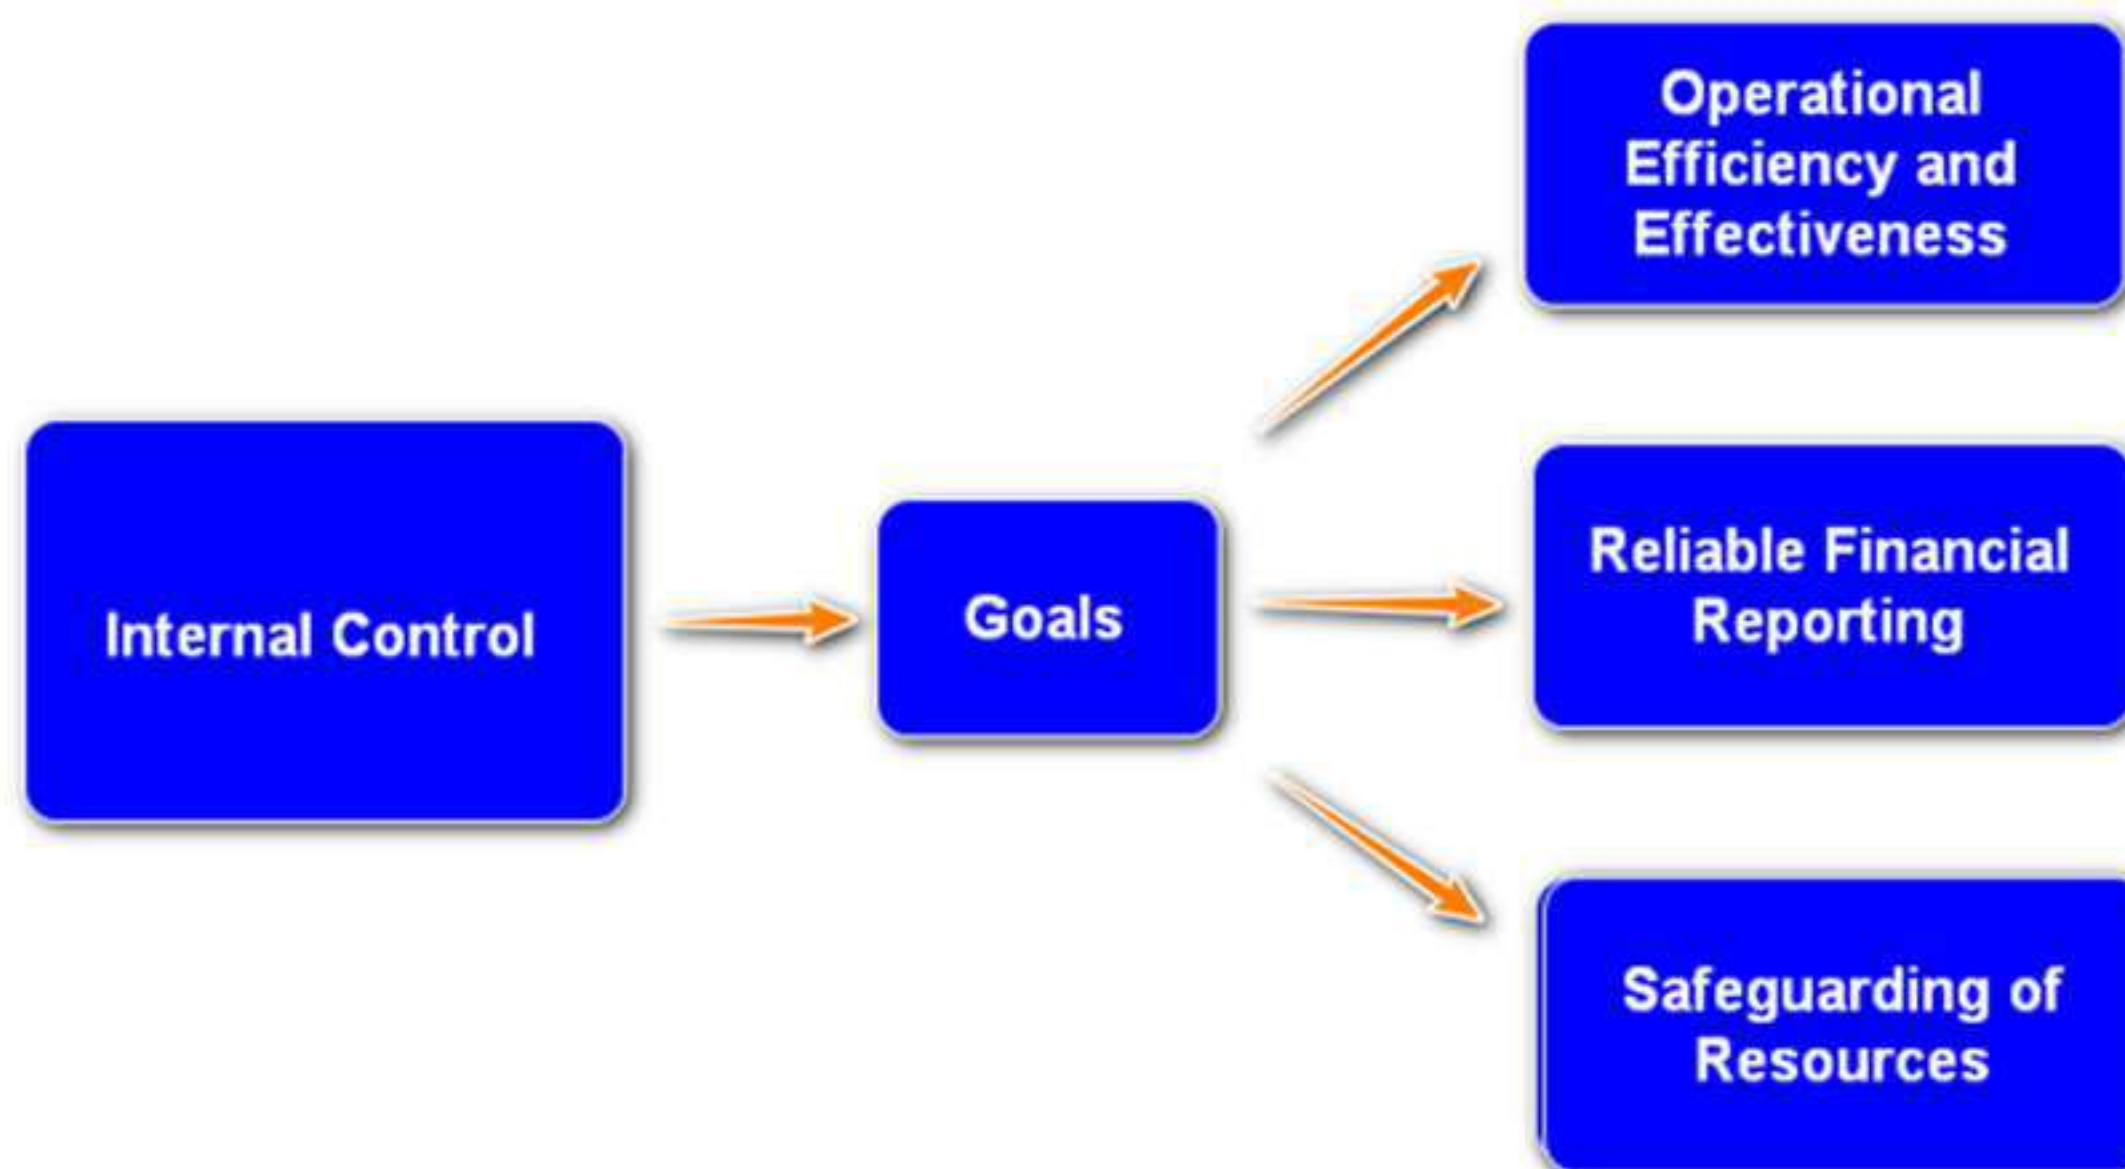 Operational
Efficiency and
Effectiveness
Internal Control
Goals
Reliable Financial
Reporting
Safeguarding of
Resources